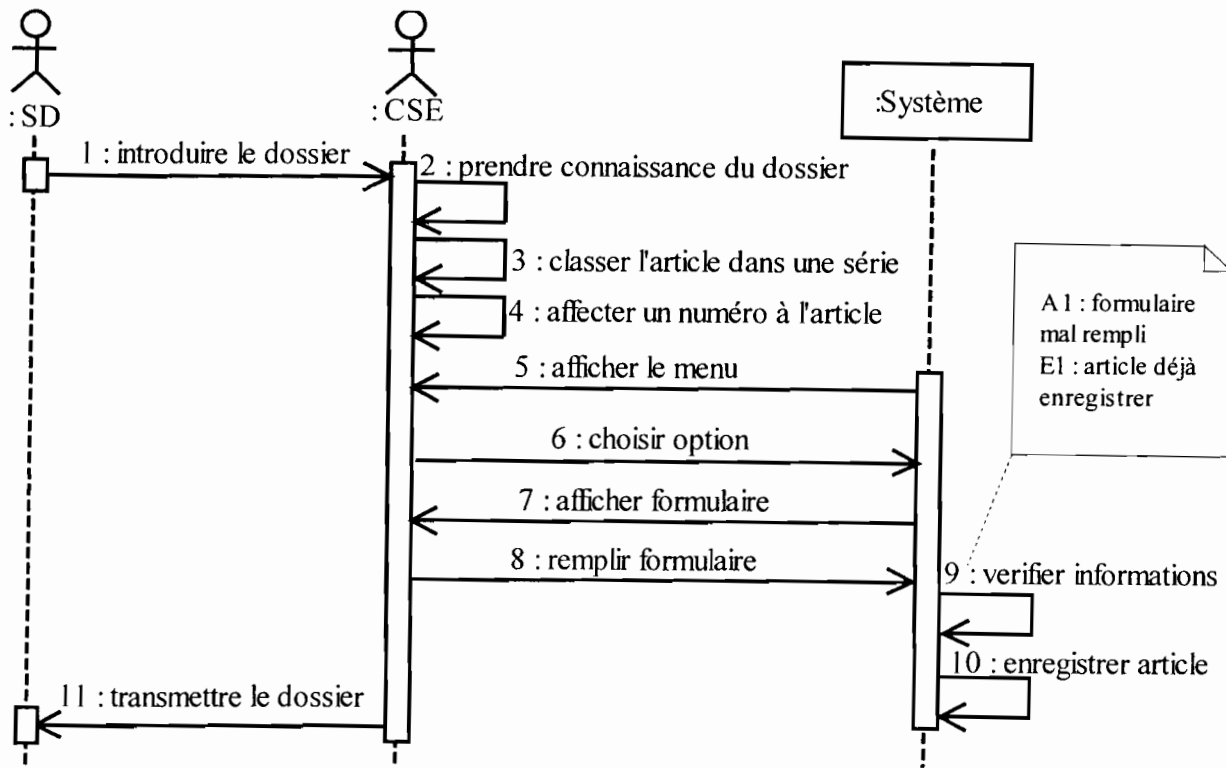 : SD
: CSE
:Système
1 : introduire le dossier
2 : prendre connaissance du dossier
3 : classer l'article dans une série
4 : affecter un numéro à l'article
5 : afficher le menu
6 : choisir option
7 : afficher formulaire
8 : remplir formulaire
A1 : formulaire
mal rempli
E1 : article déjà
enregistrer
9 : verifier informations
10 : enregistrer article
11 : transmettre le dossier